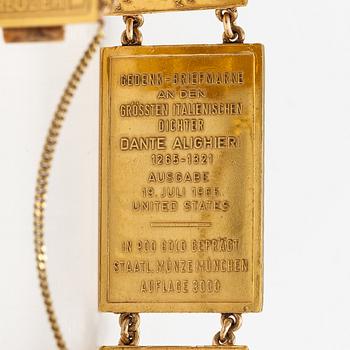 GEDENK-BRIEFMARKE
AN DEN
GRÖSSTEN ITALIENISCHEN
DICHTER
DANTE ALIGHIERI
1265-1321
AUSGABE
19. JULI 1965
UNITED STATES
IN 900 GOLD GEPRÄGT
STAATL. MÜNZE MÜNCHEN
AUFLAGE 3000